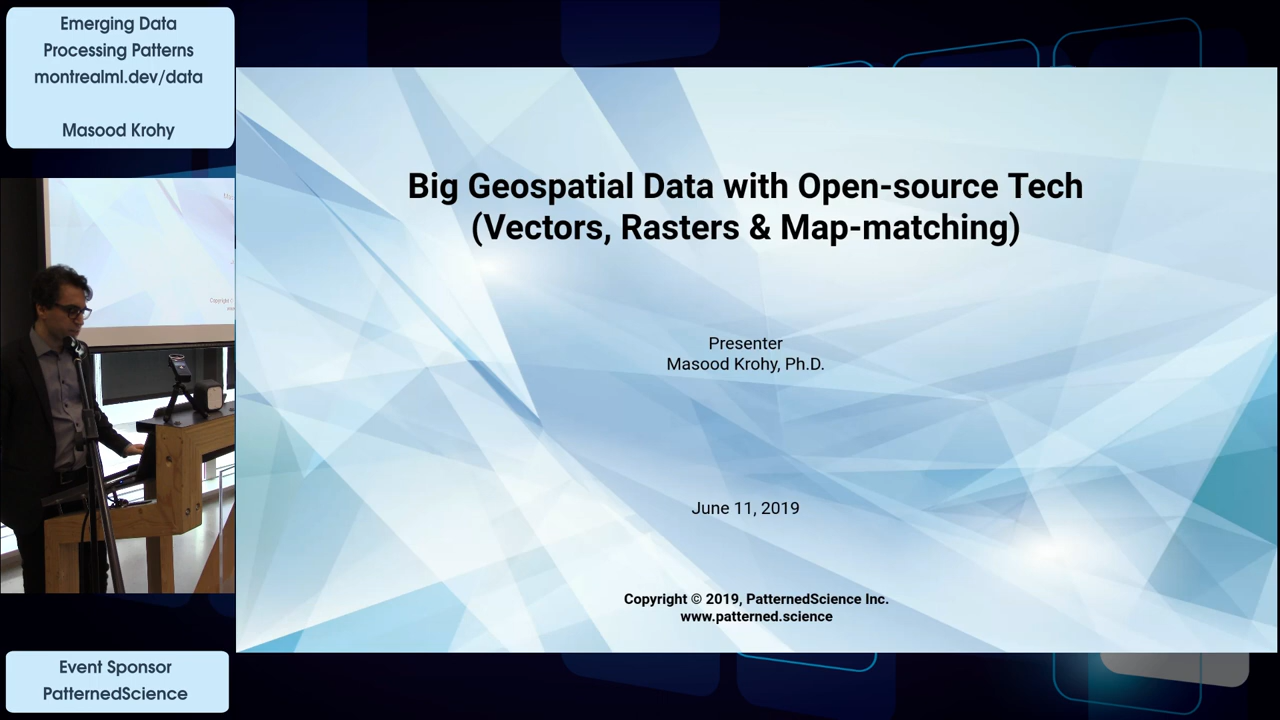 Emerging Data
Processing Patterns
montrealml.dev/data
Masood Krohy
Big Geospatial Data with Open-source Tech
(Vectors, Rasters & Map-matching)
Presenter
Masood Krohy, Ph.D.
June 11, 2019
Copyright © 2019, PatternedScience Inc.
www.patterned.science
Event Sponsor
PatternedScience